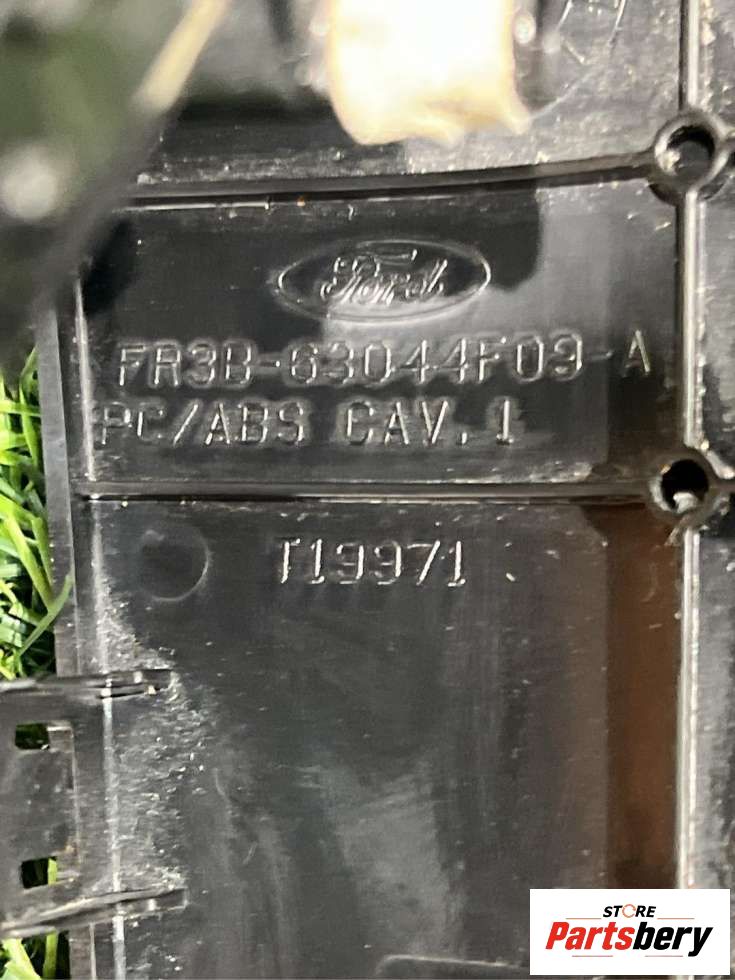 Ford
FR3B-63044F09-A
PC/ABS CAV. 1
T19971
STORE
Partsbery